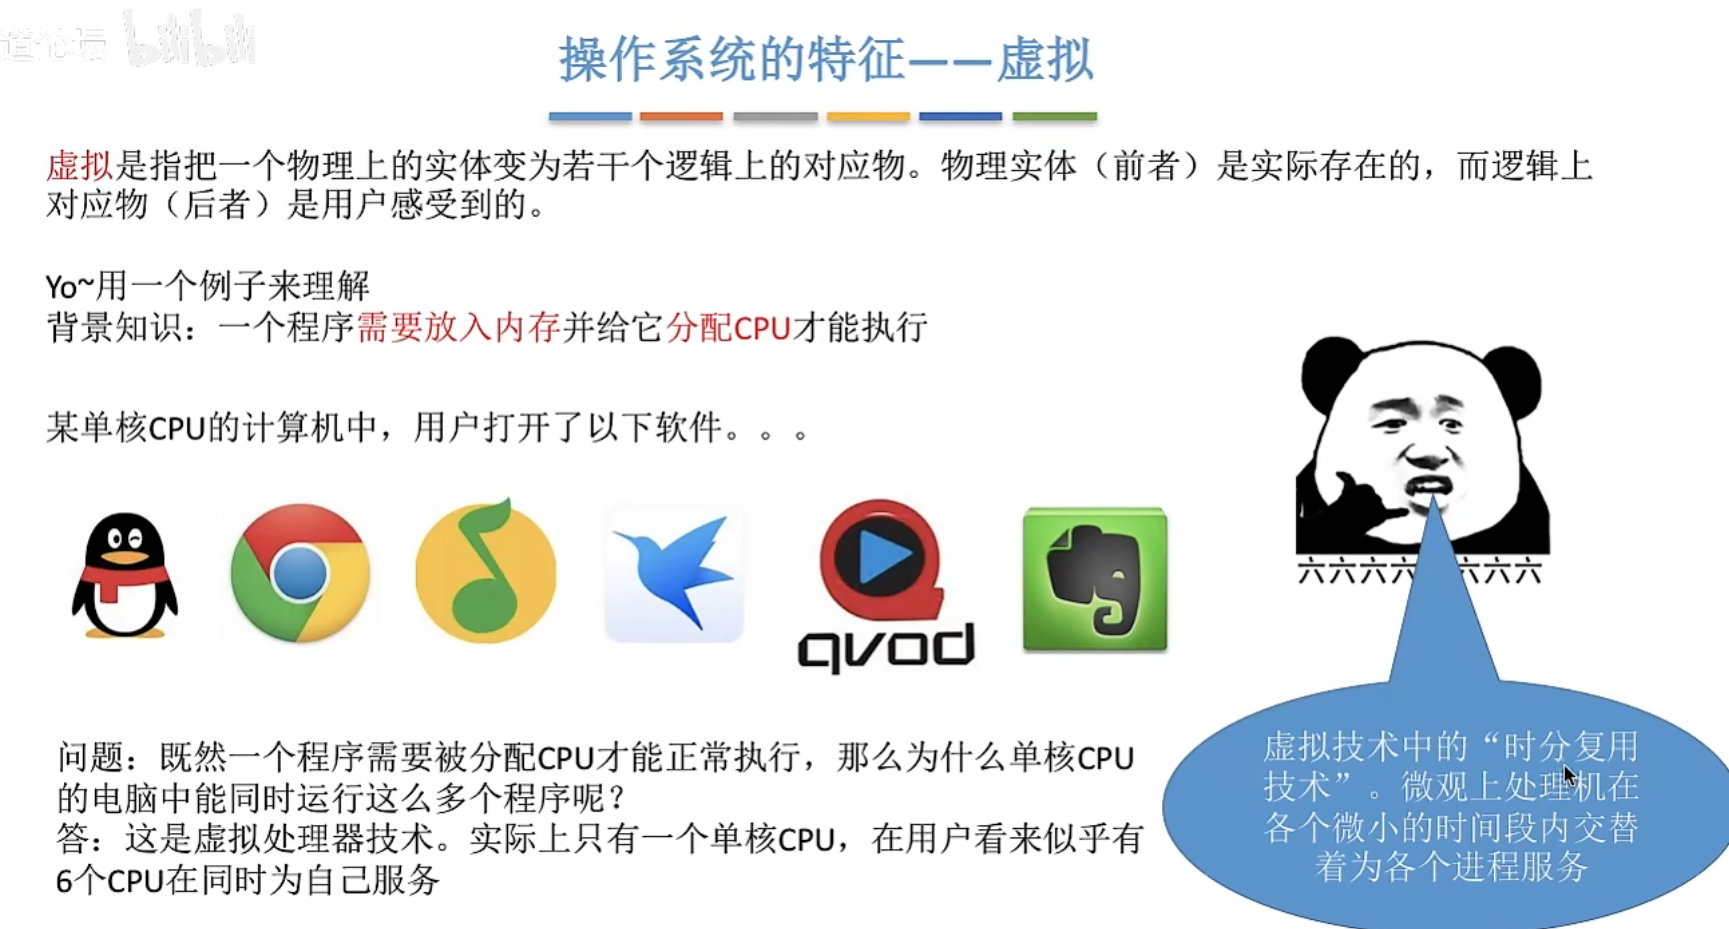 道论坛 bilibili
操作系统的特征——虚拟
虚拟是指把一个物理上的实体变为若干个逻辑上的对应物。物理实体（前者）是实际存在的，而逻辑上
对应物（后者）是用户感受到的。
Yo~用一个例子来理解
背景知识：一个程序需要放入内存并给它分配CPU才能执行
某单核CPU的计算机中，用户打开了以下软件。。。
qvod
六六六六六六六
问题：既然一个程序需要被分配CPU才能正常执行，那么为什么单核CPU
的电脑中能同时运行这么多个程序呢？
答：这是虚拟处理器技术。实际上只有一个单核CPU，在用户看来似乎有
6个CPU在同时为自己服务
虚拟技术中的“时分复用
技术”。微观上处理机在
各个微小的时间段内交替
着为各个进程服务